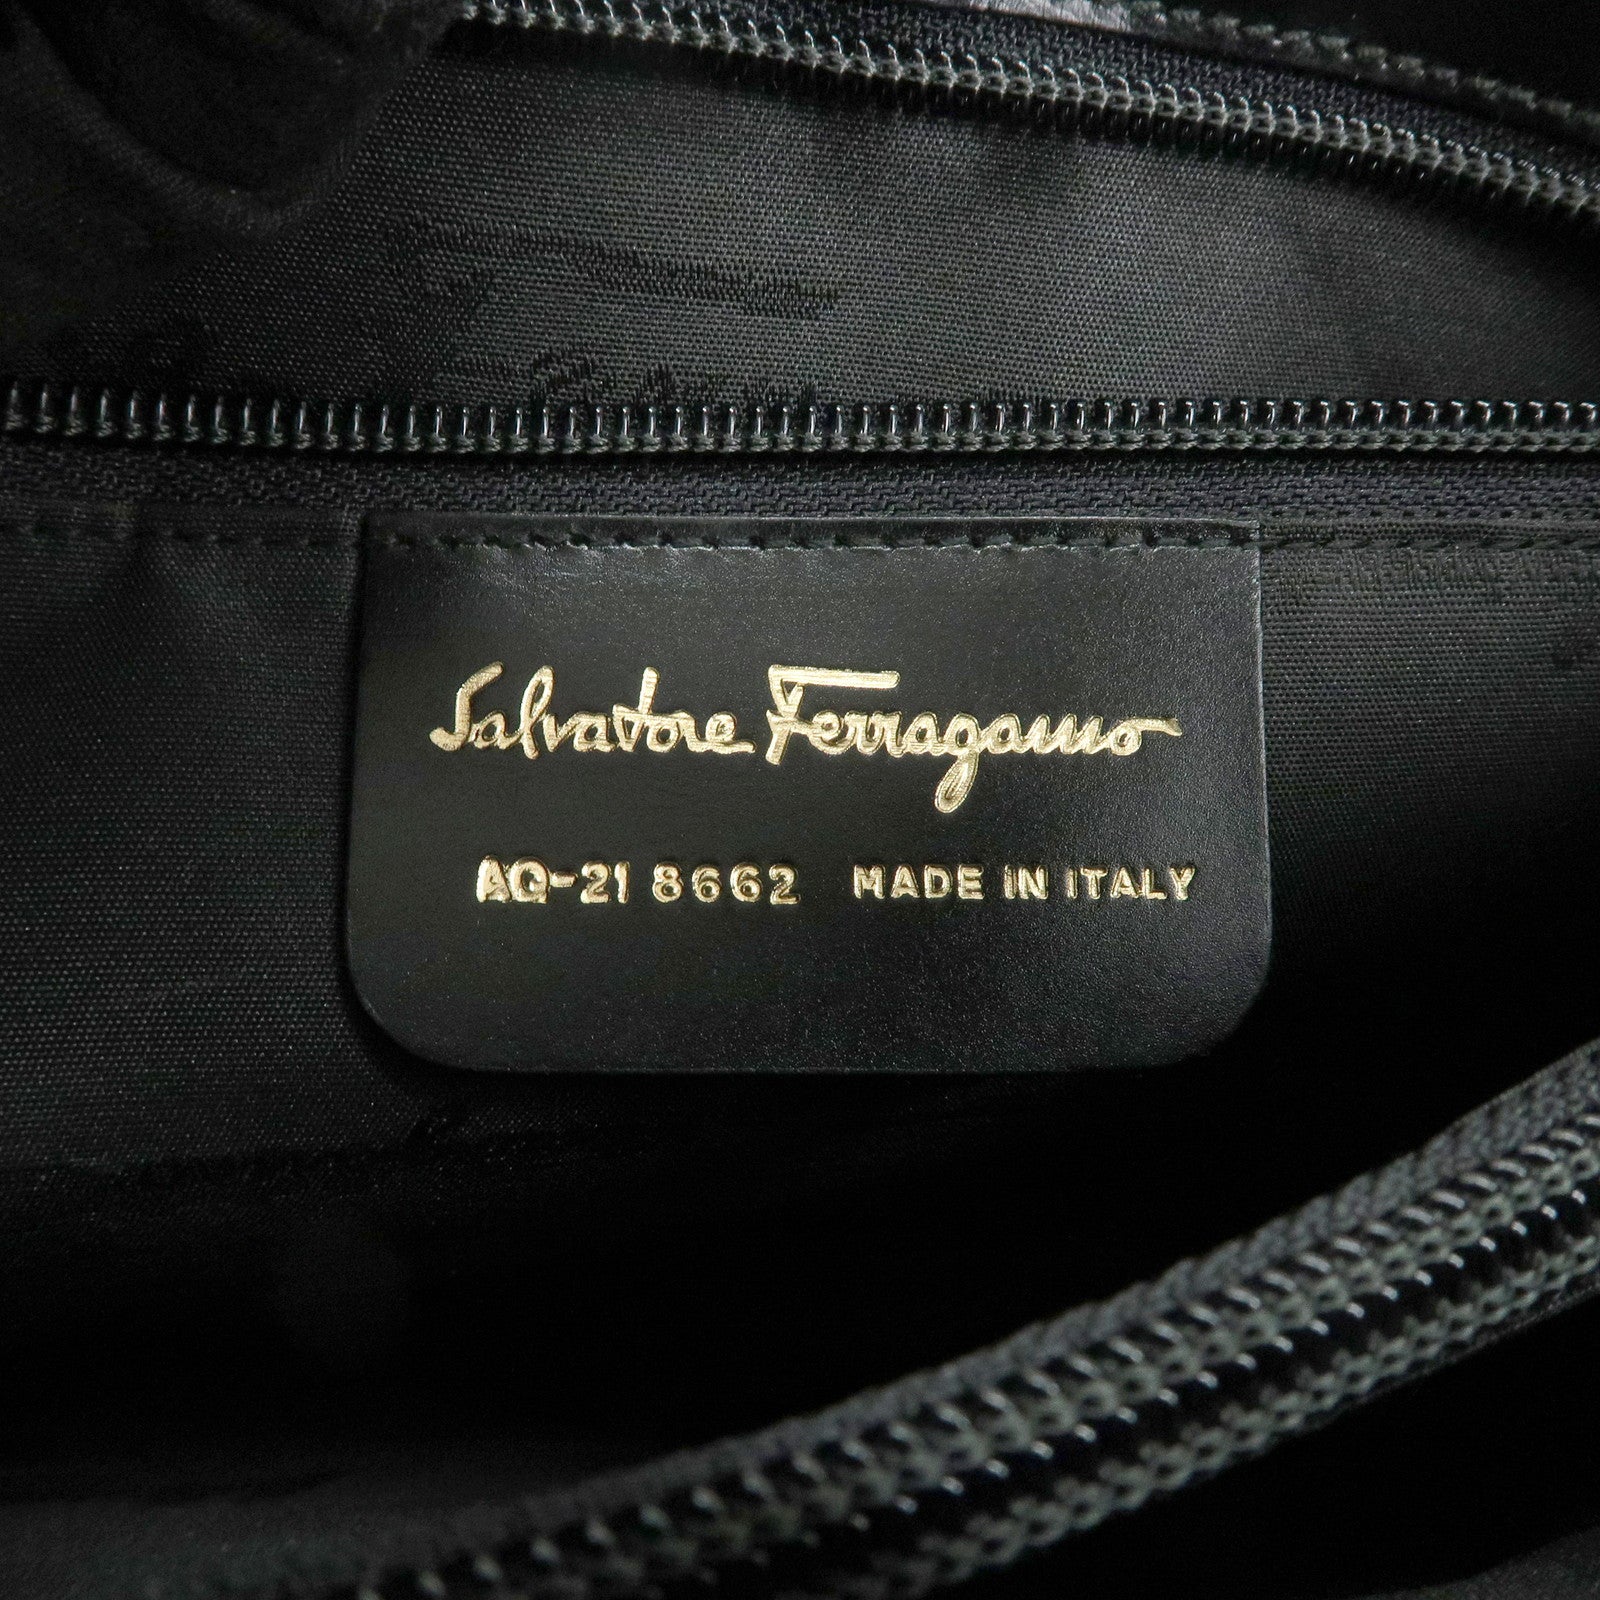 Salvatore Ferragamo
AQ-21 8662 MADE IN ITALY